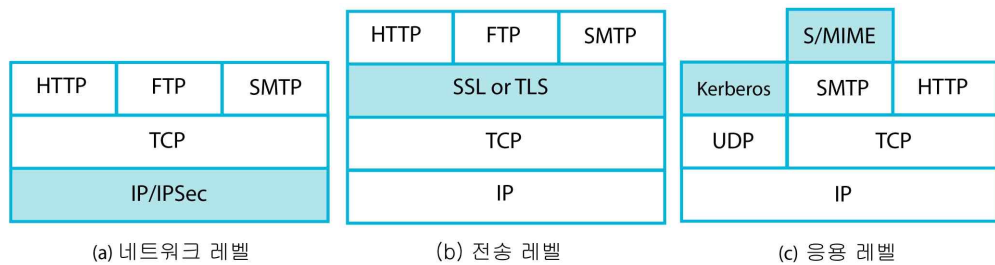 HTTP FTP SMTP
TCP
IP/IPSec
(a) 네트워크 레벨
HTTP FTP SMTP
SSL or TLS
TCP
IP
(b) 전송 레벨
S/MIME
Kerberos SMTP HTTP
UDP TCP
IP
(c) 응용 레벨